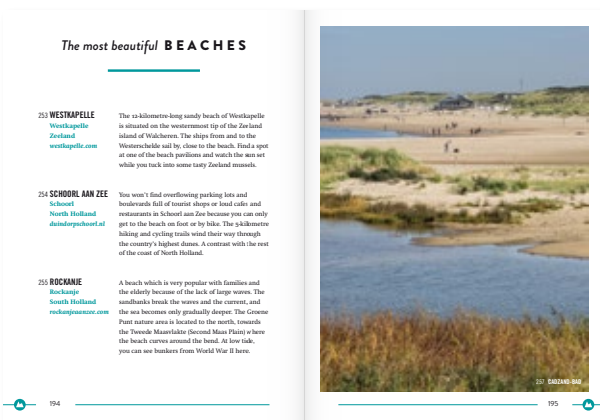 The most beautiful BEACHES
253 WESTKAPELLE
Westkapelle
Zeeland
westkapelle.com
The 12-kilometre-long sandy beach of Westkapelle
is situated on the westernmost tip of the Zeeland
island of Walcheren. The ships from and to the
Westerschelde sail by, close to the beach. Find a spot
at one of the beach pavilions and watch the sun set
while you tuck into some tasty Zeeland mussels.
254 SCHOORL AAN ZEE
Schoorl
North Holland
duindorpschoorl.nl
You won't find overflowing parking lots and
boulevards full of tourist shops or loud cafes and
restaurants in Schoorl aan Zee because you can only
get to the beach on foot or by bike. The 5-kilometre
hiking and cycling trails wind their way through
the country's highest dunes. A contrast with the rest
of the coast of North Holland.
255 ROCKANJE
Rockanje
South Holland
rockanjeaanzee.com
A beach which is very popular with families and
the elderly because of the lack of large waves. The
sandbanks break the waves and the current, and
the sea becomes only gradually deeper. The Groene
Punt nature area is located to the north, towards
the Tweede Maasvlakte (Second Maas Plain) where
the beach curves around the bend. At low tide,
you can see bunkers from World War II here.
194
257 CADZAND-BAD
195